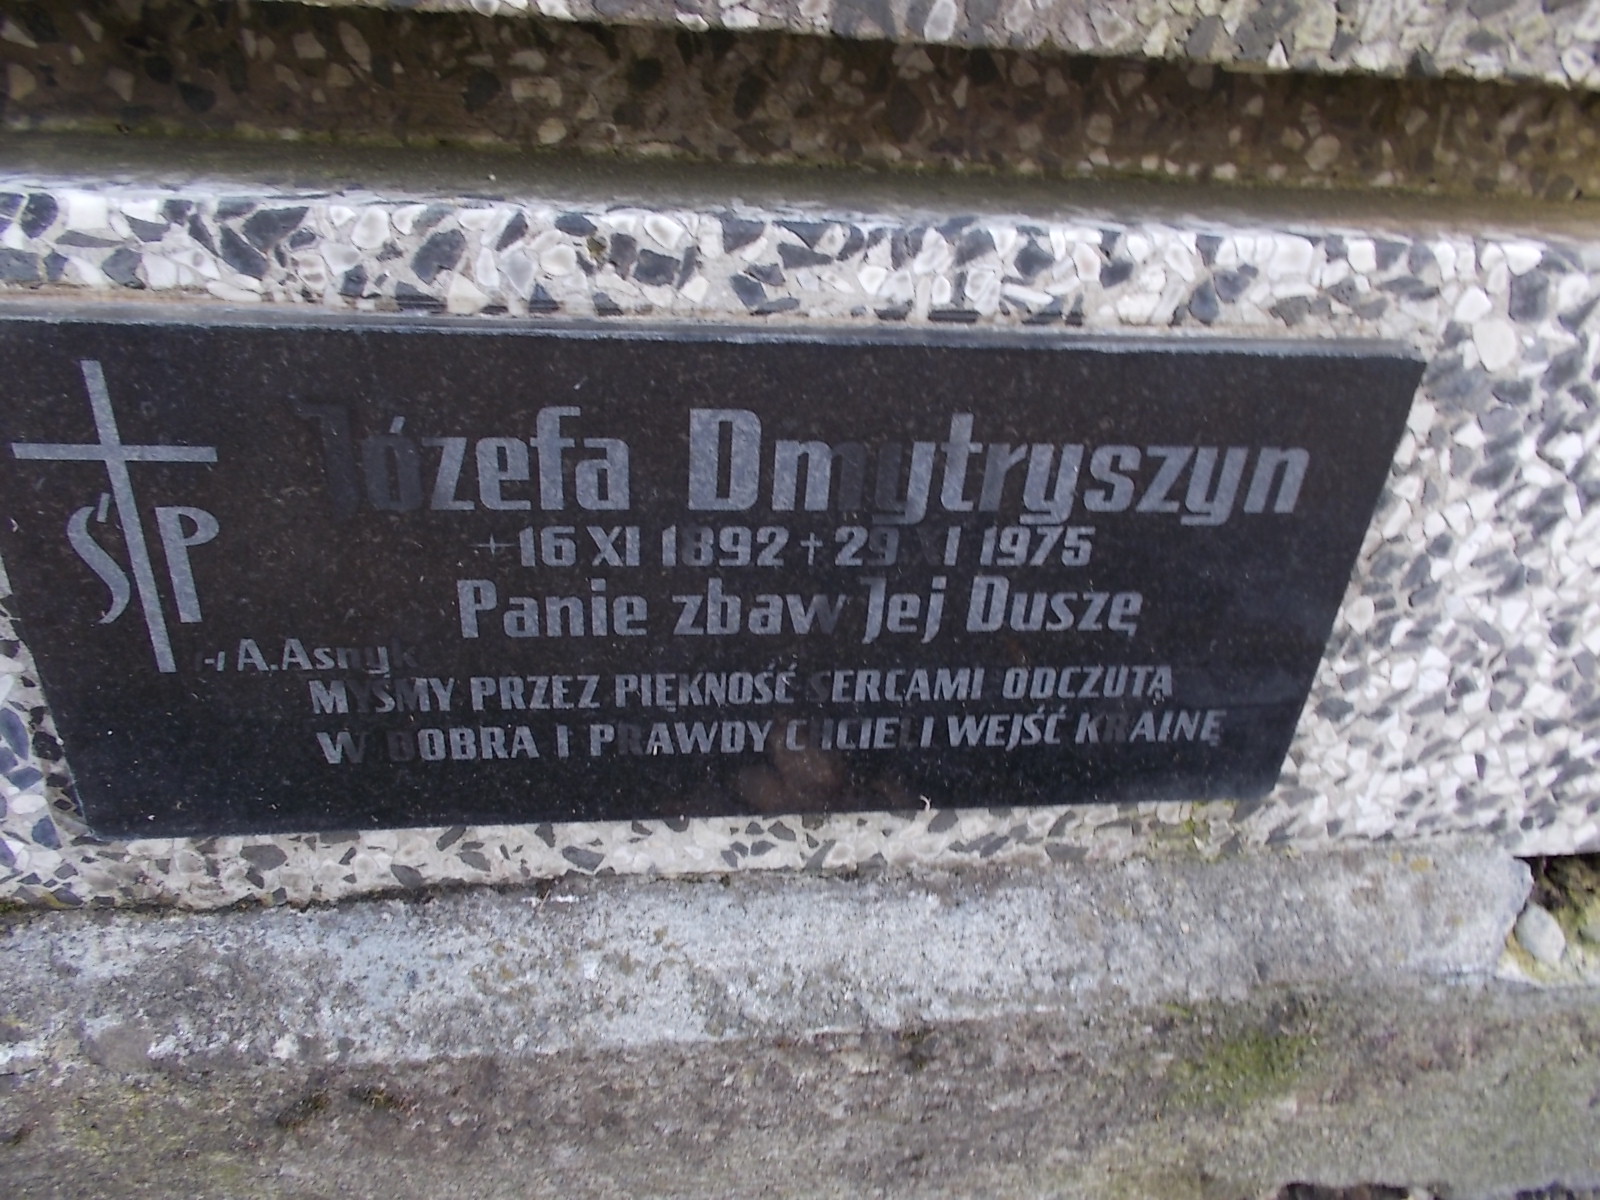 ŚP
Józefa Dmytryszyn
+ 16 XI 1892 + 29 XI 1975
Panie zbaw Jej Duszę
A. Asnyk
MYŚMY PRZEZ PIĘKNOŚĆ SERCAMI ODCZUTĄ
W DOBRA I PRAWDY CHCIELI WEJŚĆ KRAINĘ